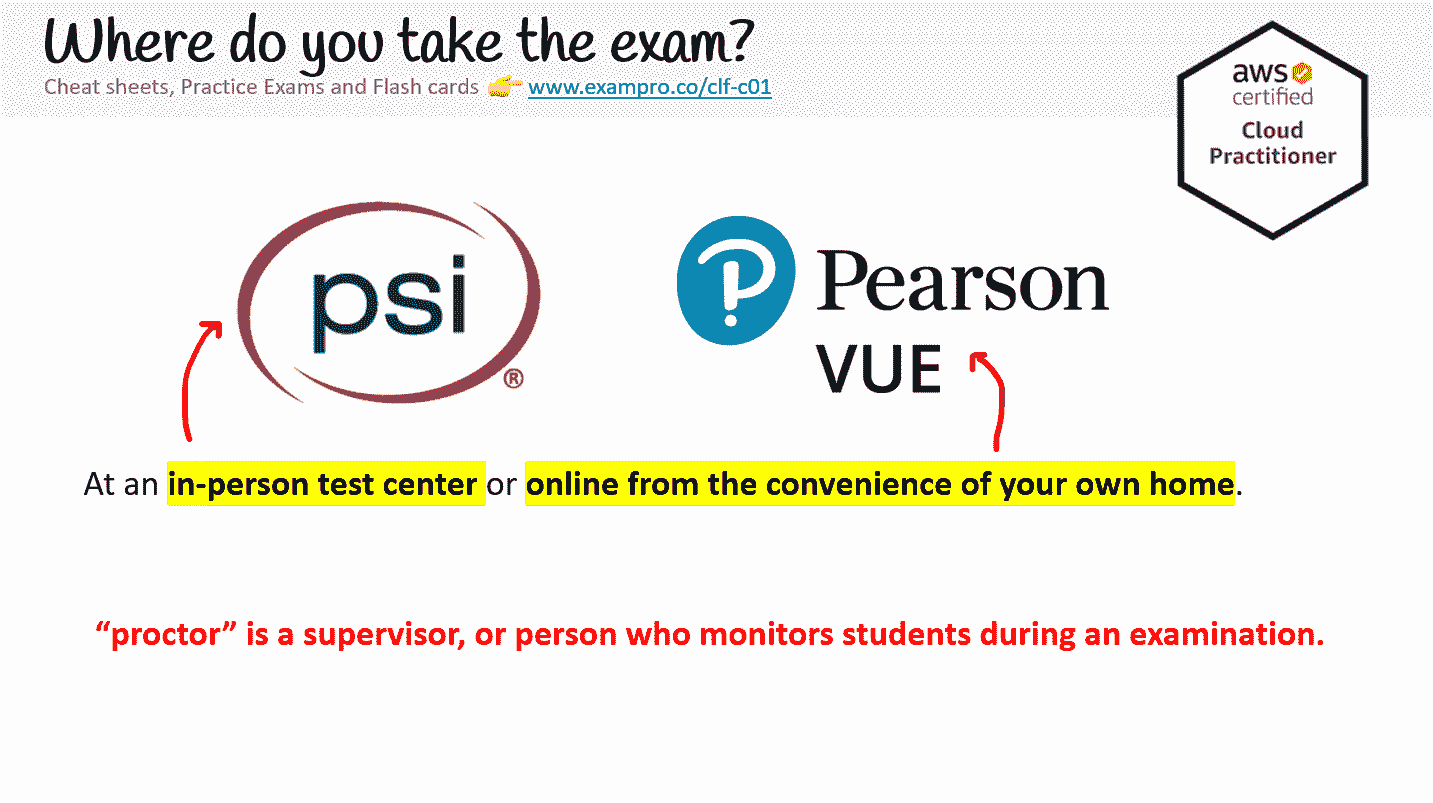 Where do you take the exam?
Cheat sheets, Practice Exams and Flash cards 👉 www.exampro.co/clf-c01
aws
certified
Cloud
Practitioner
psi
®
Pearson
VUE
At an in-person test center or online from the convenience of your own home.
“proctor” is a supervisor, or person who monitors students during an examination.